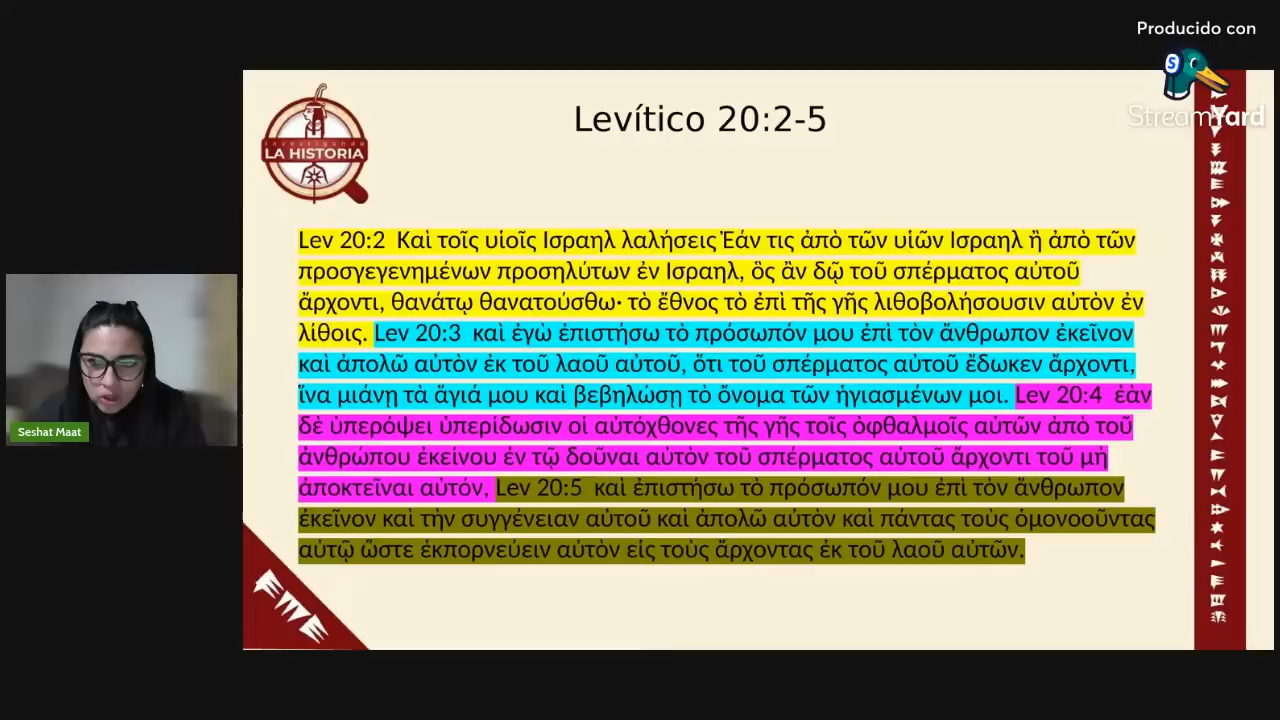 Producido con
StreamYard
Levítico 20:2-5
Investigando
LA HISTORIA
Lev 20:2 Καὶ τοῖς υἱοῖς Ισραηλ λαλήσεις Ἐάν τις ἀπὸ τῶν υἱῶν Ισραηλ ἢ ἀπὸ τῶν
προσγεγενημένων προσηλύτων ἐν Ισραηλ, ὃς ἂν δῷ τοῦ σπέρματος αὐτοῦ
ἄρχοντι, θανάτῳ θανατούσθω· τὸ ἔθνος τὸ ἐπὶ τῆς γῆς λιθοβολήσουσιν αὐτὸν ἐν
λίθοις. Lev 20:3 καὶ ἐγὼ ἐπιστήσω τὸ πρόσωπόν μου ἐπὶ τὸν ἄνθρωπον ἐκεῖνον
καὶ ἀπολῶ αὐτὸν ἐκ τοῦ λαοῦ αὐτοῦ, ὅτι τοῦ σπέρματος αὐτοῦ ἔδωκεν ἄρχοντι,
ἵνα μιάνῃ τὰ ἅγιά μου καὶ βεβηλώσῃ τὸ ὄνομα τῶν ἡγιασμένων μοι. Lev 20:4 ἐὰν
δὲ ὑπερόψει ὑπερίδωσιν οἱ αὐτόχθονες τῆς γῆς τοῖς ὀφθαλμοῖς αὐτῶν ἀπὸ τοῦ
ἀνθρώπου ἐκείνου ἐν τῷ δοῦναι αὐτὸν τοῦ σπέρματος αὐτοῦ ἄρχοντι τοῦ μὴ
ἀποκτεῖναι αὐτόν, Lev 20:5 καὶ ἐπιστήσω τὸ πρόσωπόν μου ἐπὶ τὸν ἄνθρωπον
ἐκεῖνον καὶ τὴν συγγένειαν αὐτοῦ καὶ ἀπολῶ αὐτὸν καὶ πάντας τοὺς ὁμονοοῦντας
αὐτῷ ὥστε ἐκπορνεύειν αὐτὸν εἰς τοὺς ἄρχοντας ἐκ τοῦ λαοῦ αὐτῶν.
Seshat Maat